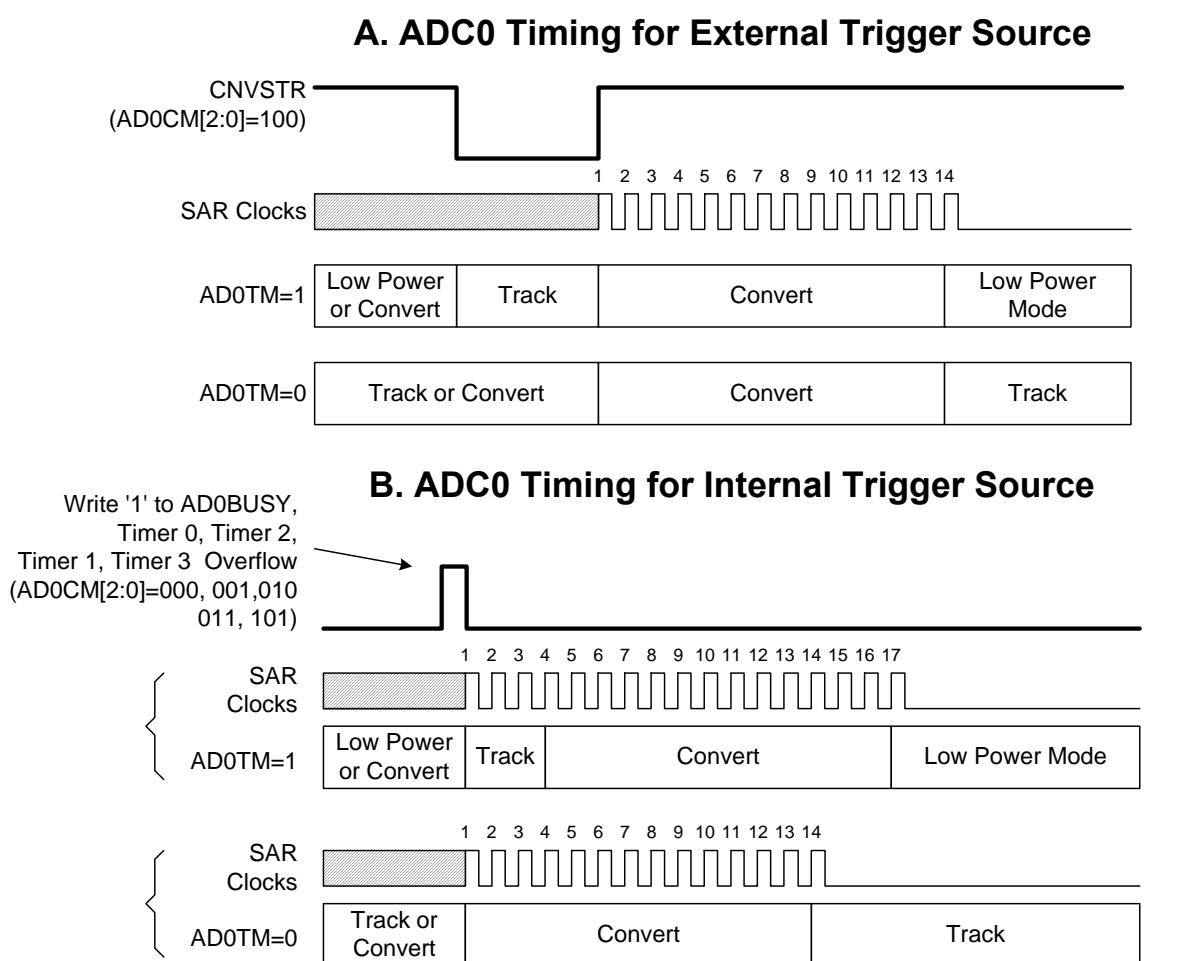 A. ADC0 Timing for External Trigger Source
CNVSTR
(AD0CM[2:0]=100)
1 2 3 4 5 6 7 8 9 10 11 12 13 14
SAR Clocks
AD0TM=1
Low Power
or Convert
Track
Convert
Low Power
Mode
AD0TM=0
Track or Convert
Convert
Track
B. ADC0 Timing for Internal Trigger Source
Write '1' to AD0BUSY,
Timer 0, Timer 2,
Timer 1, Timer 3 Overflow
(AD0CM[2:0]=000, 001,010
011, 101)
1 2 3 4 5 6 7 8 9 10 11 12 13 14 15 16 17
SAR
Clocks
AD0TM=1
Low Power
or Convert
Track
Convert
Low Power Mode
1 2 3 4 5 6 7 8 9 10 11 12 13 14
SAR
Clocks
AD0TM=0
Track or
Convert
Convert
Track